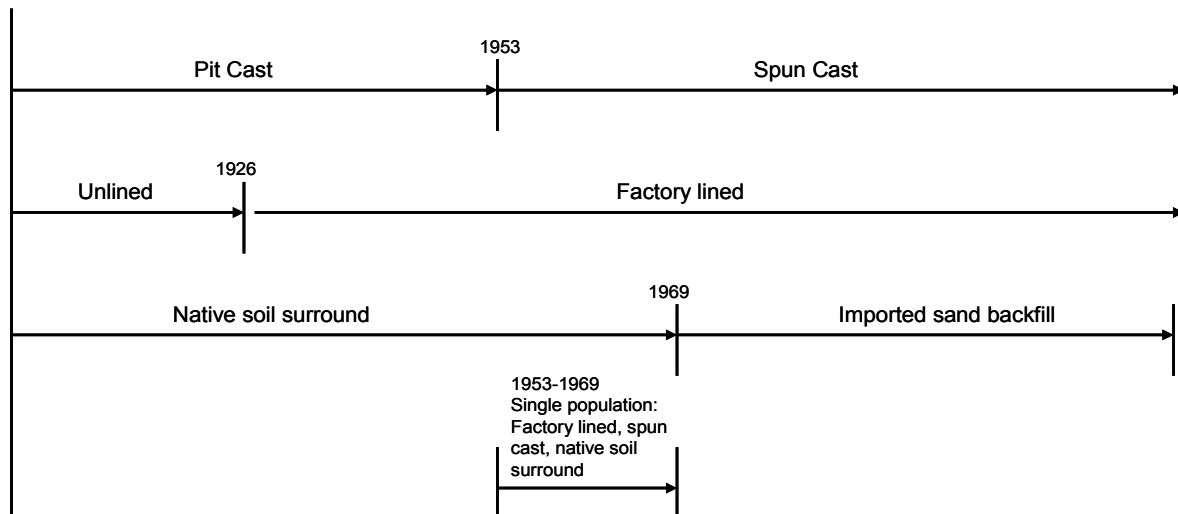 1953
Pit Cast
Spun Cast
1926
Unlined
Factory lined
1969
Native soil surround
Imported sand backfill
1953-1969
Single population:
Factory lined, spun
cast, native soil
surround